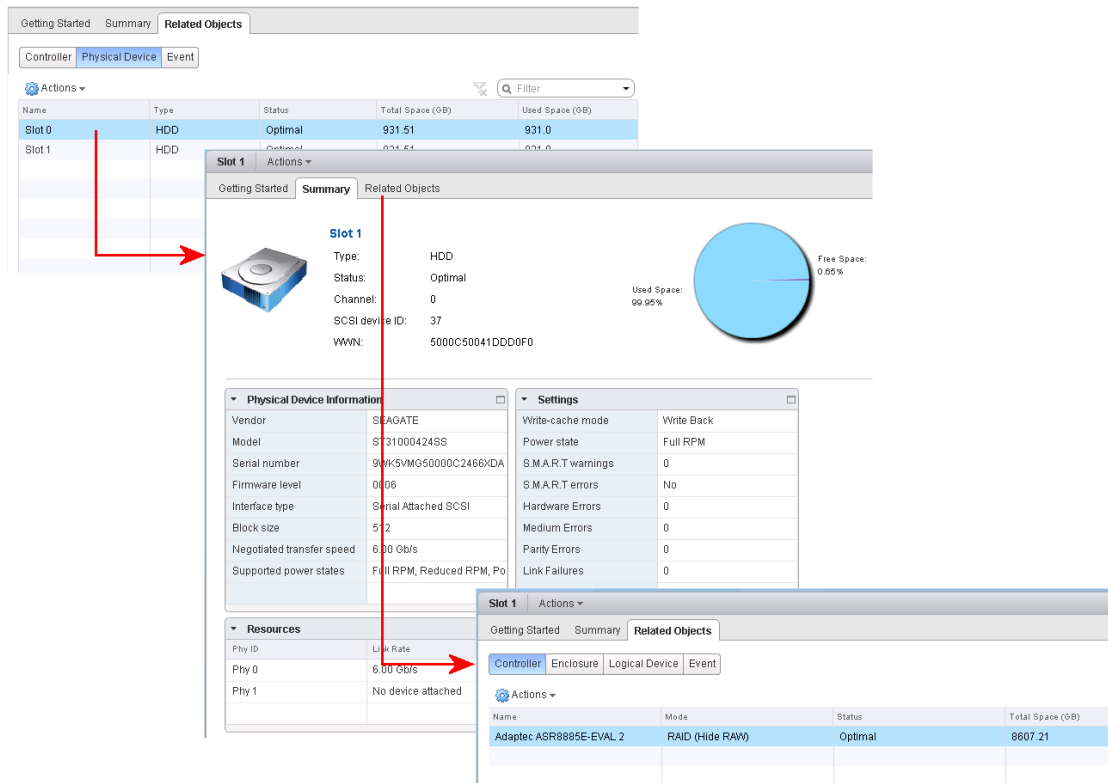 Getting Started Summary Related Objects
Controller Physical Device Event
Actions Filter
Name Type Status Total Space (GB) Used Space (GB)
Slot 0 HDD Optimal 931.51 931.0
Slot 1 HDD Optimal 931.51 931.0
Slot 1 Actions
Getting Started Summary Related Objects
Slot 1
Type: HDD
Status: Optimal
Channel: 0
SCSI device ID: 37
WWN: 5000C50041DDD0F0
Free Space:
0.65%
Used Space:
99.95%
Physical Device Information
Vendor SEAGATE
Model ST31000424SS
Serial number 9WK5VMG50000C2466XDA
Firmware level 0006
Interface type Serial Attached SCSI
Block size 512
Negotiated transfer speed 6.00 Gb/s
Supported power states Full RPM, Reduced RPM, Po
Settings
Write-cache mode Write Back
Power state Full RPM
S.M.A.R.T warnings 0
S.M.A.R.T errors No
Hardware Errors 0
Medium Errors 0
Parity Errors 0
Link Failures 0
Resources
Phy ID Link Rate
Phy 0 6.00 Gb/s
Phy 1 No device attached
Slot 1 Actions
Getting Started Summary Related Objects
Controller Enclosure Logical Device Event
Actions
Name Mode Status Total Space (GB)
Adaptec ASR8885E-EVAL 2 RAID (Hide RAW) Optimal 8607.21